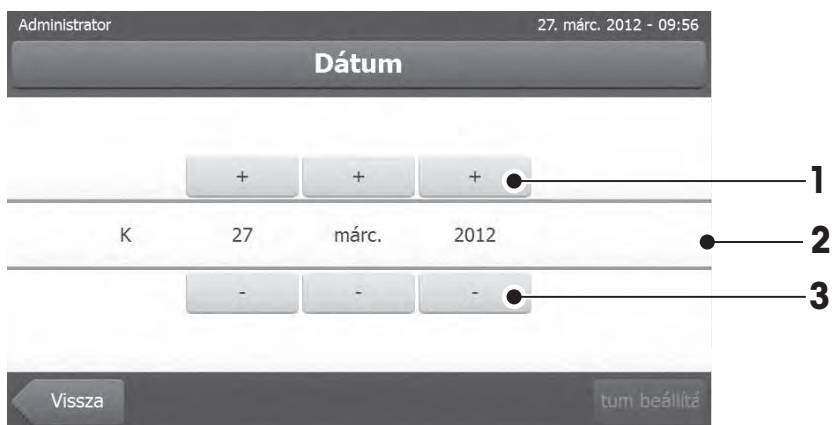 Administrator 27. márc. 2012 - 09:56
Dátum
+ + + 1
K 27 márc. 2012 2
- - - 3
Vissza tum beállítá